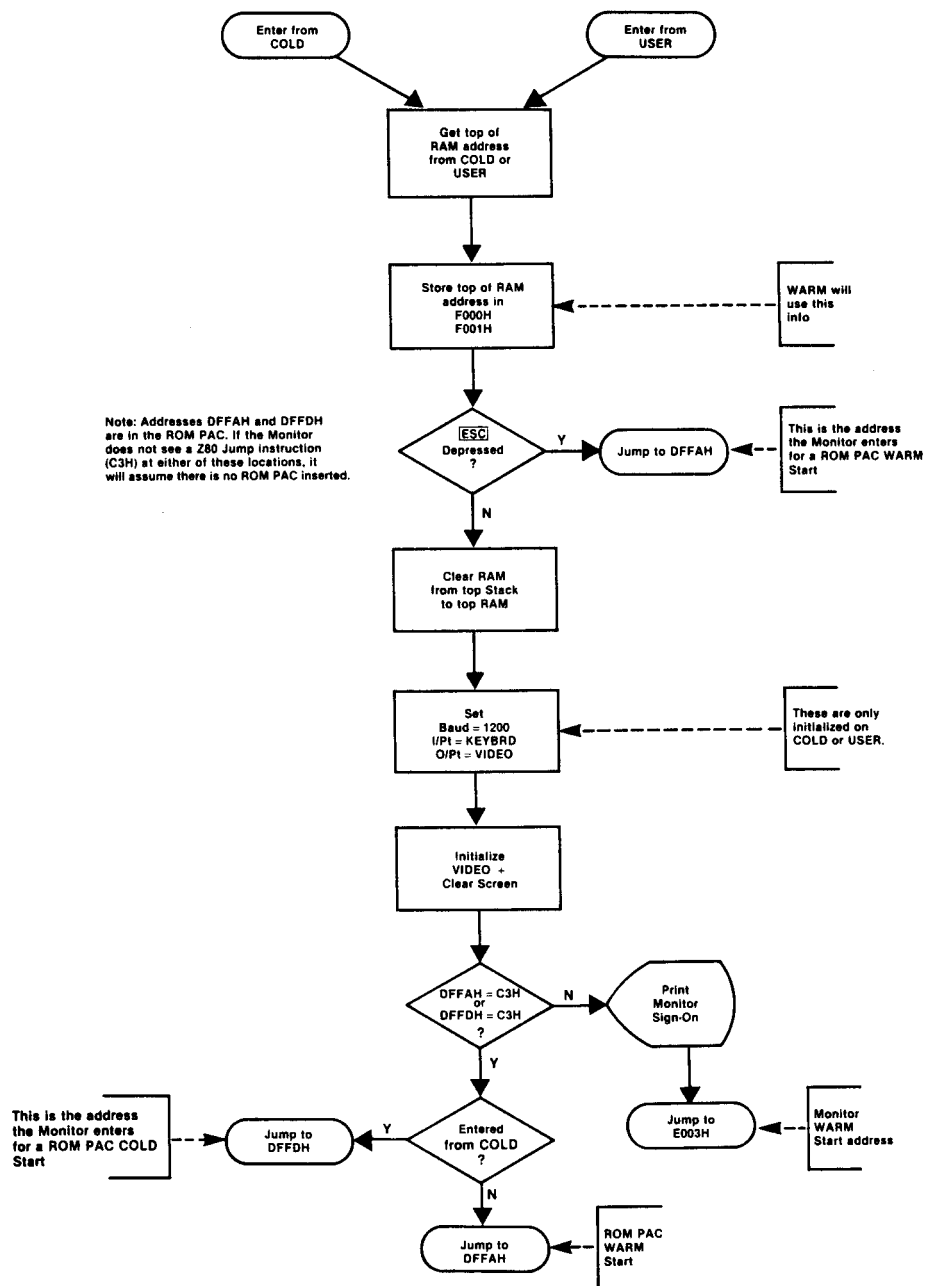 Enter from
COLD
Enter from
USER
Get top of
RAM address
from COLD or
USER
Store top of RAM
address in
F000H
F001H
WARM will
use this
info
Note: Addresses DFFAH and DFFDH
are in the ROM PAC. If the Monitor
does not see a Z80 Jump instruction
(C3H) at either of these locations, it
will assume there is no ROM PAC inserted.
ESC
Depressed
?
Y
Jump to DFFAH
This is the address
the Monitor enters
for a ROM PAC WARM
Start
N
Clear RAM
from top Stack
to top RAM
Set
Baud = 1200
I/Pt = KEYBRD
O/Pt = VIDEO
These are only
initialized on
COLD or USER.
Initialize
VIDEO +
Clear Screen
DFFAH = C3H
or
DFFDH = C3H
?
N
Print
Monitor
Sign-On
Y
Jump to
E003H
Monitor
WARM
Start address
This is the address
the Monitor enters
for a ROM PAC COLD
Start
Jump to
DFFDH
Y
Entered
from COLD
?
N
Jump to
DFFAH
ROM PAC
WARM
Start